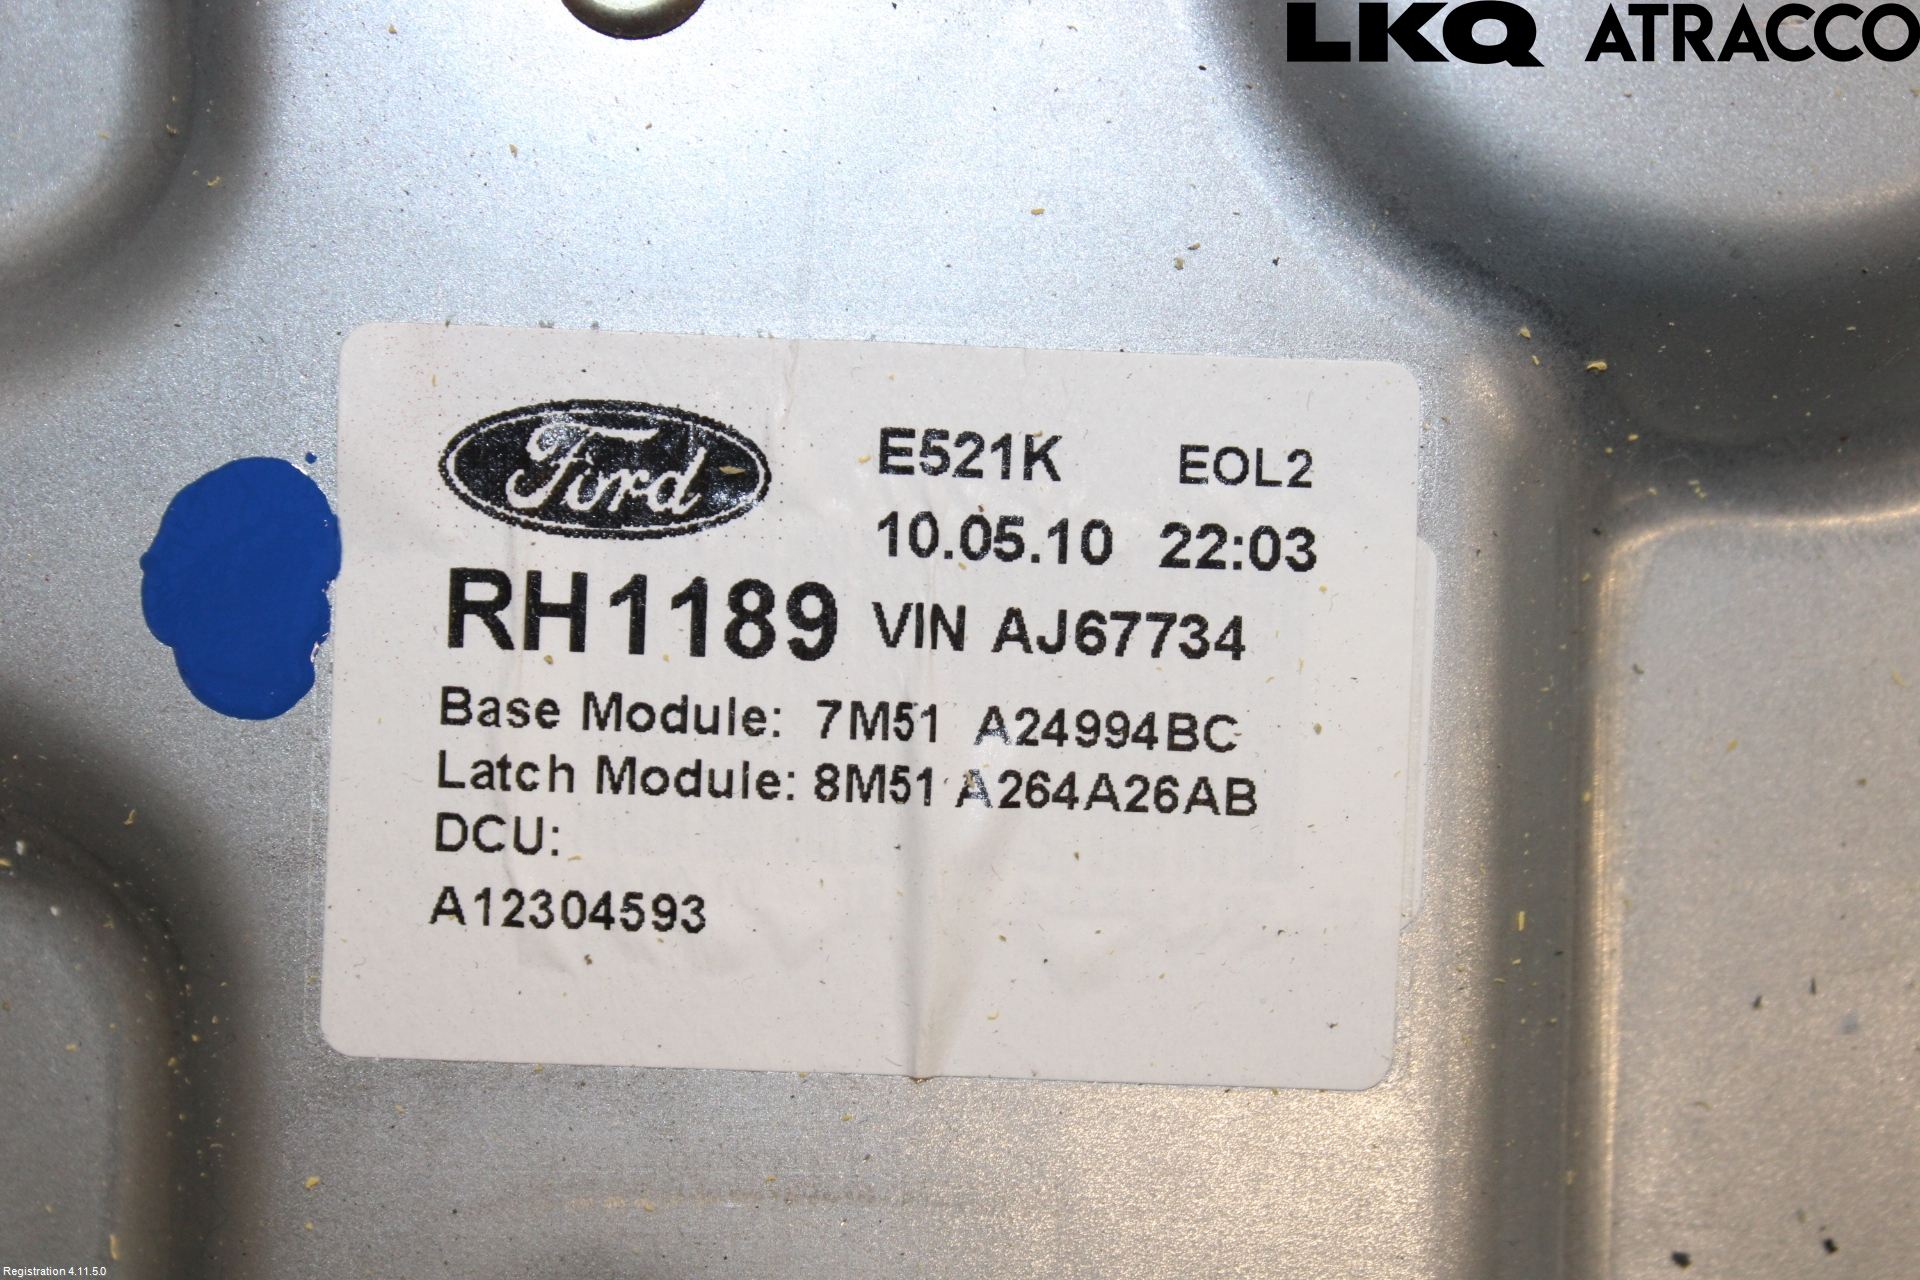 LKQ ATRACCO
Ford
E521K EOL2
10.05.10 22:03
RH1189 VIN AJ67734
Base Module: 7M51 A24994BC
Latch Module: 8M51 A264A26AB
DCU:
A12304593
Registration 4.11.5.0